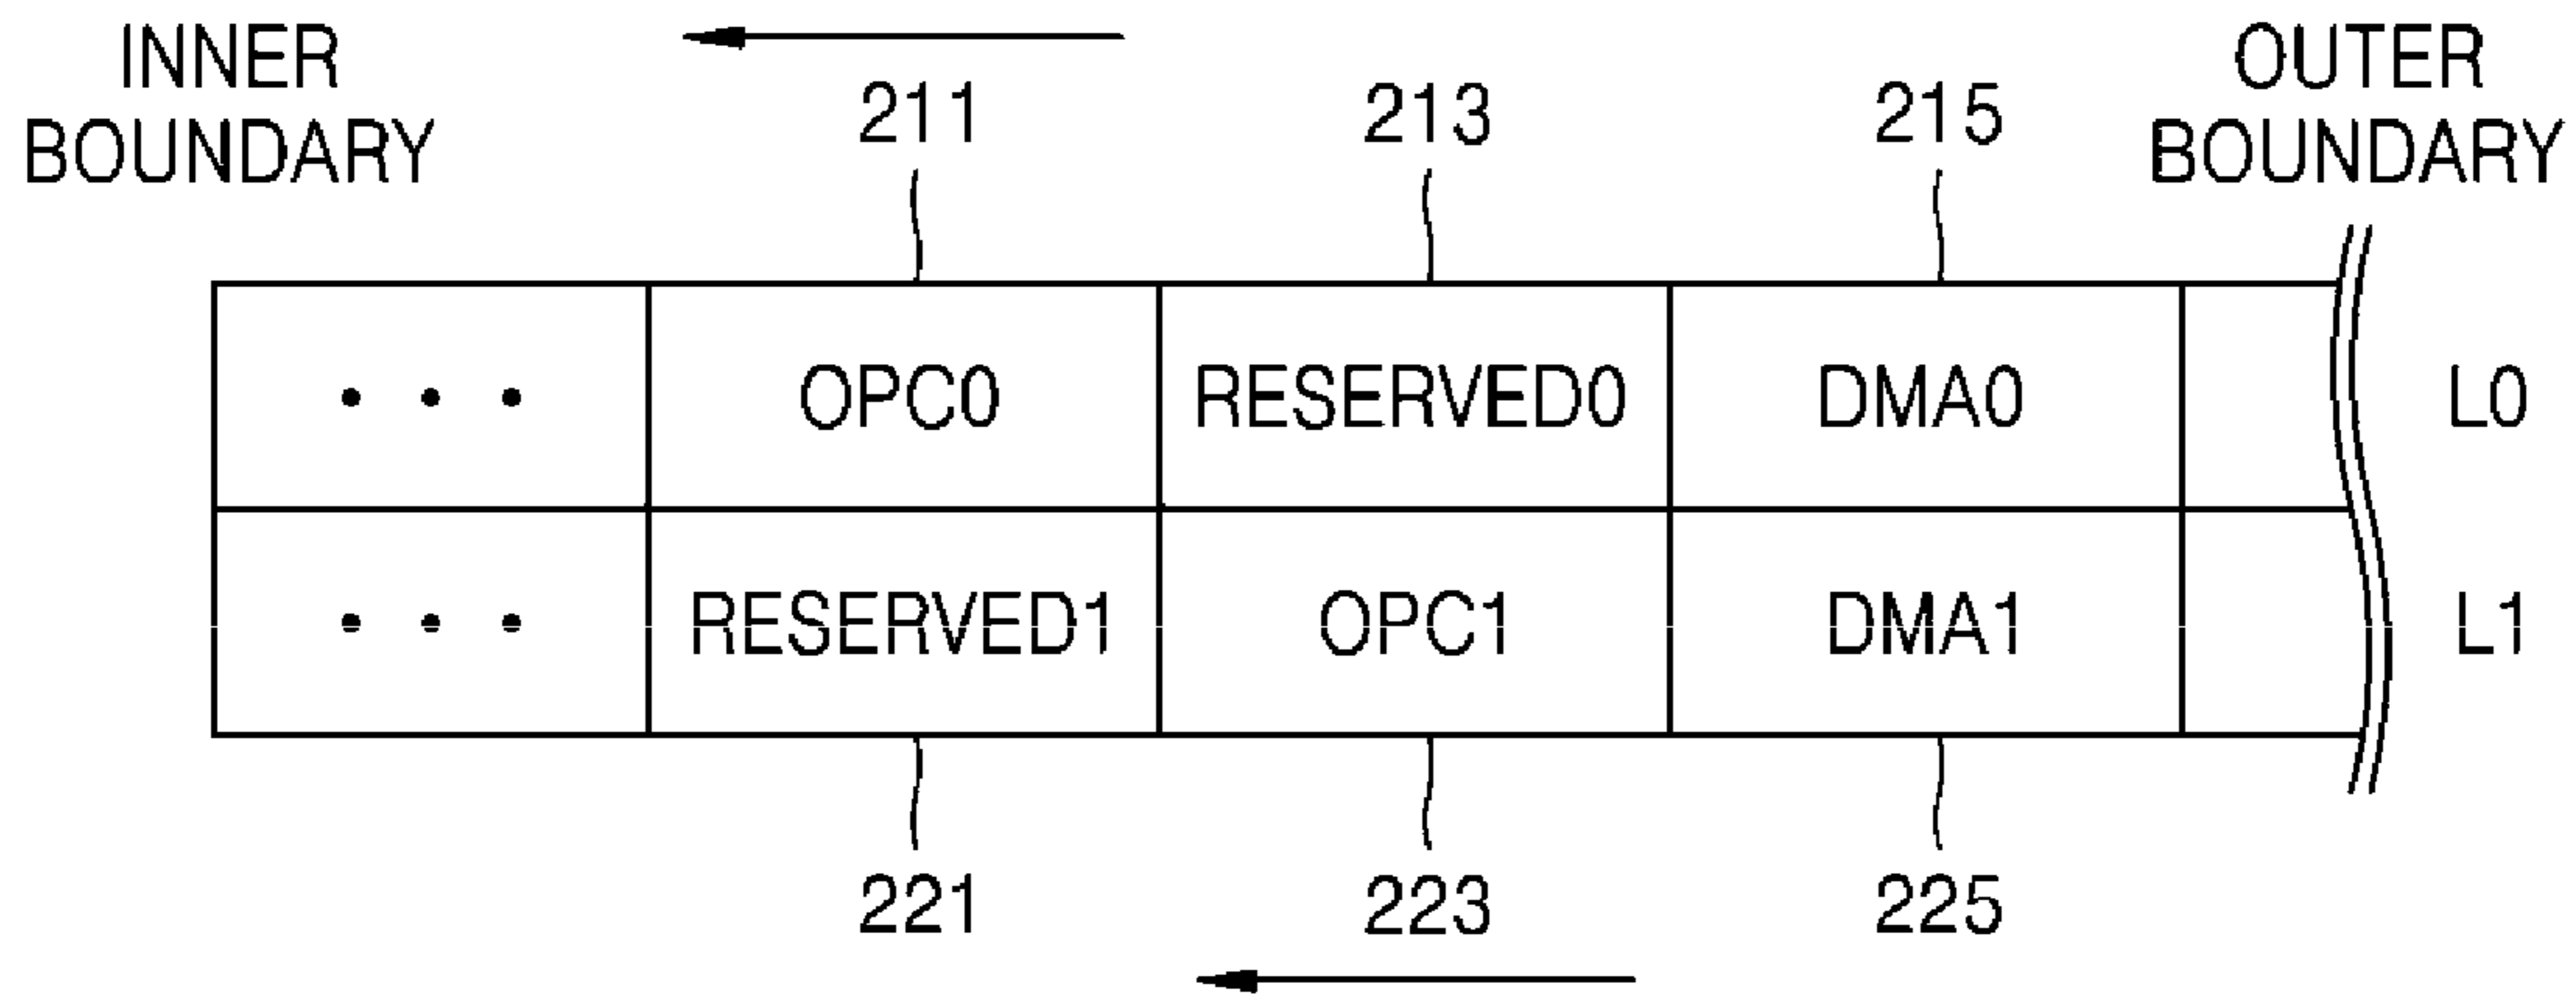 INNER
BOUNDARY
OUTER
BOUNDARY
211 213 215
. . . OPC0 RESERVED0 DMA0 L0
. . . RESERVED1 OPC1 DMA1 L1
221 223 225